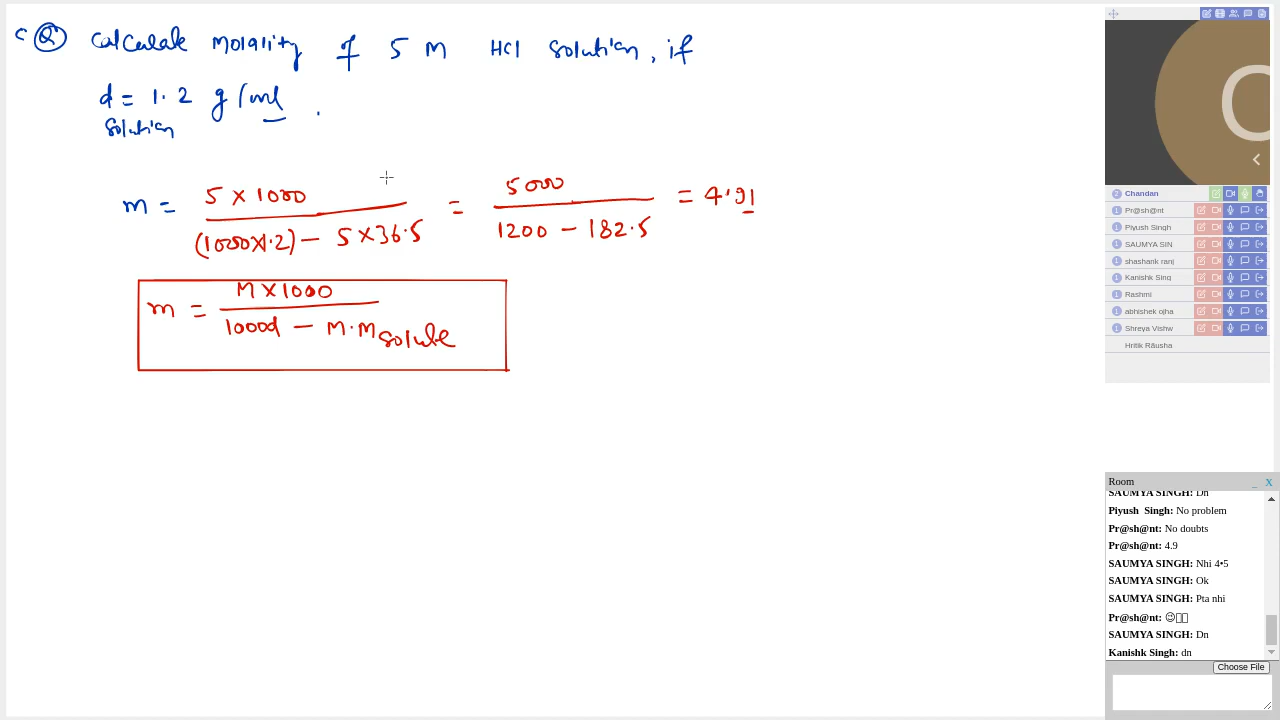 Q. Calculate molality of 5 M HCl solution, if
d = 1.2 g/ml .
solution
m = 5 × 1000 / (1000×1.2) – 5 × 36.5 = 5000 / 1200 – 182.5 = 4.91
m = M × 1000 / 1000d – M.M solute
Chandan
Pr@sh@nt
Piyush Singh
SAUMYA SIN
shashank ranj
Kanishk Sing
Rashmi
abhishek ojha
Shreya Vishw
Hritik Räusha
Room _ X
SAUMYA SINGH: Dn
Piyush Singh: No problem
Pr@sh@nt: No doubts
Pr@sh@nt: 4.9
SAUMYA SINGH: Nhi 4•5
SAUMYA SINGH: Ok
SAUMYA SINGH: Pta nhi
Pr@sh@nt: 😉
SAUMYA SINGH: Dn
Kanishk Singh: dn
Choose File